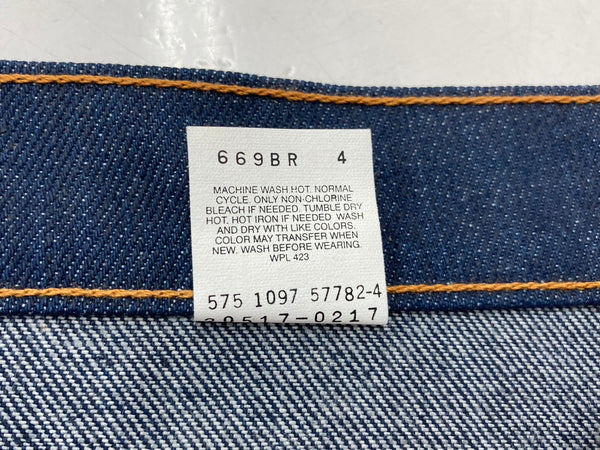 669BR 4
MACHINE WASH HOT. NORMAL
CYCLE. ONLY NON-CHLORINE
BLEACH IF NEEDED. TUMBLE DRY
HOT. HOT IRON IF NEEDED WASH
AND DRY WITH LIKE COLORS.
COLOR MAY TRANSFER WHEN
NEW. WASH BEFORE WEARING.
WPL 423
575 1097 57782-4
20517-0217